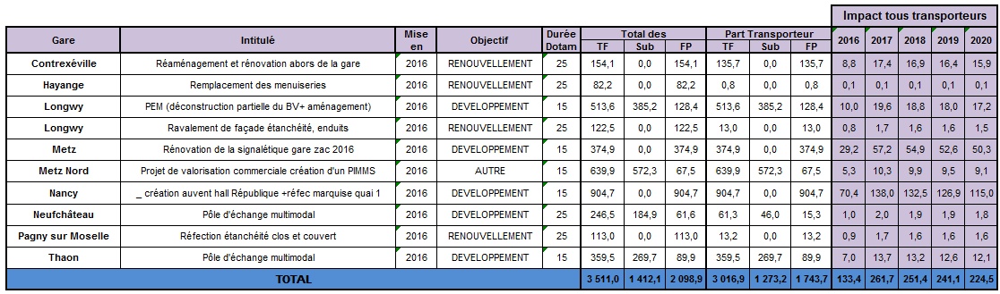 Impact tous transporteurs
Gare Intitulé Mise en Objectif Durée Dotam Total des Part Transporteur 2016 2017 2018 2019 2020
TF Sub FP TF Sub FP
Contrexéville Réaménagement et rénovation abors de la gare 2016 RENOUVELLEMENT 25 154,1 0,0 154,1 135,7 0,0 135,7 8,8 17,4 16,9 16,4 15,9
Hayange Remplacement des menuiseries 2016 RENOUVELLEMENT 25 82,2 0,0 82,2 0,8 0,0 0,8 0,1 0,1 0,1 0,1 0,1
Longwy PEM (déconstruction partielle du BV+ aménagement) 2016 DEVELOPPEMENT 15 513,6 385,2 128,4 513,6 385,2 128,4 10,0 19,6 18,8 18,0 17,2
Longwy Ravalement de façade étanchéité, enduits 2016 RENOUVELLEMENT 25 122,5 0,0 122,5 13,0 0,0 13,0 0,8 1,7 1,6 1,6 1,5
Metz Rénovation de la signalétique gare zac 2016 2016 DEVELOPPEMENT 15 374,9 0,0 374,9 374,9 0,0 374,9 29,2 57,2 54,9 52,6 50,3
Metz Nord Projet de valorisation commerciale création d'un PIMMS 2016 AUTRE 15 639,9 572,3 67,5 639,9 572,3 67,5 5,3 10,3 9,9 9,5 9,1
Nancy _ création auvent hall République +réfec marquise quai 1 2016 DEVELOPPEMENT 15 904,7 0,0 904,7 904,7 0,0 904,7 70,4 138,0 132,5 126,9 115,0
Neufchâteau Pôle d'échange multimodal 2016 DEVELOPPEMENT 25 246,5 184,9 61,6 61,3 46,0 15,3 1,0 2,0 1,9 1,9 1,8
Pagny sur Moselle Réfection étanchéité clos et couvert 2016 RENOUVELLEMENT 25 113,0 0,0 113,0 13,2 0,0 13,2 0,9 1,7 1,6 1,6 1,6
Thaon Pôle d'échange multimodal 2016 DEVELOPPEMENT 15 359,5 269,7 89,9 359,5 269,7 89,9 7,0 13,7 13,2 12,6 12,1
TOTAL 3 511,0 1 412,1 2 098,9 3 016,9 1 273,2 1 743,7 133,4 261,7 251,4 241,1 224,5